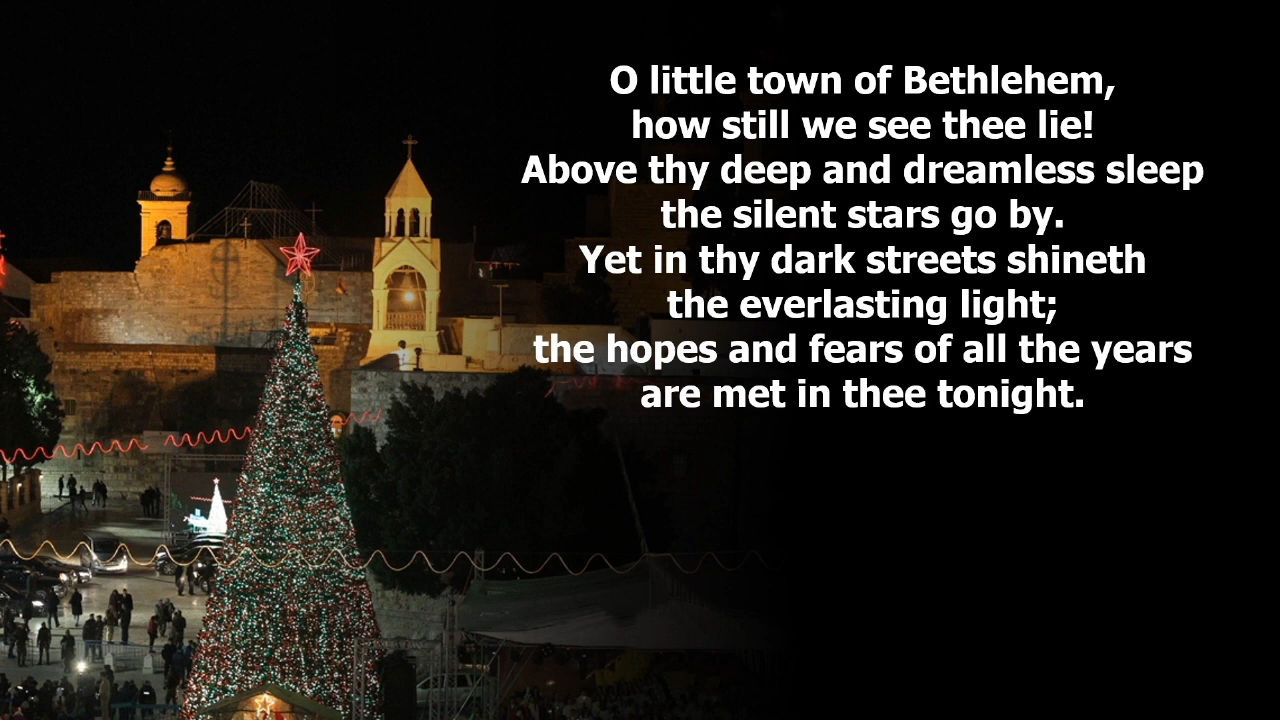 O little town of Bethlehem,
how still we see thee lie!
Above thy deep and dreamless sleep
the silent stars go by.
Yet in thy dark streets shineth
the everlasting light;
the hopes and fears of all the years
are met in thee tonight.